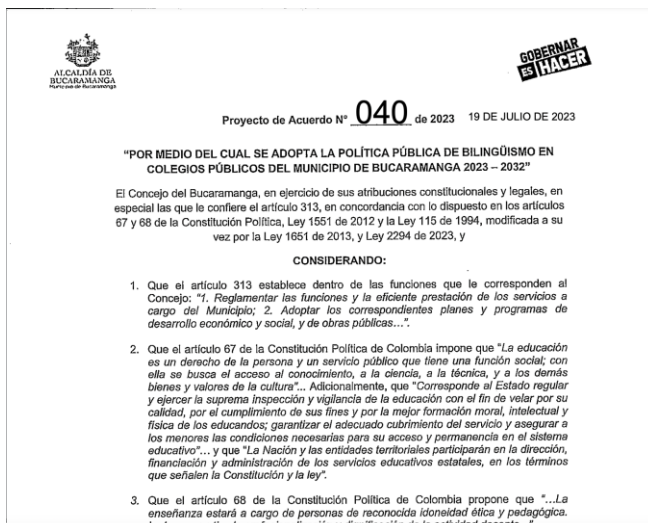 ALCALDÍA DE
BUCARAMANGA
Municipio de Bucaramanga
GOBERNAR
ES HACER
Proyecto de Acuerdo N° 040 de 2023 19 DE JULIO DE 2023
"POR MEDIO DEL CUAL SE ADOPTA LA POLÍTICA PÚBLICA DE BILINGÜISMO EN
COLEGIOS PÚBLICOS DEL MUNICIPIO DE BUCARAMANGA 2023 – 2032"
El Concejo del Bucaramanga, en ejercicio de sus atribuciones constitucionales y legales, en
especial las que le confiere el artículo 313, en concordancia con lo dispuesto en los artículos
67 y 68 de la Constitución Política, Ley 1551 de 2012 y la Ley 115 de 1994, modificada a su
vez por la Ley 1651 de 2013, y Ley 2294 de 2023, y
CONSIDERANDO:
1. Que el artículo 313 establece dentro de las funciones que le corresponden al
Concejo: "1. Reglamentar las funciones y la eficiente prestación de los servicios a
cargo del Municipio; 2. Adoptar los correspondientes planes y programas de
desarrollo económico y social, y de obras públicas…".
2. Que el artículo 67 de la Constitución Política de Colombia impone que "La educación
es un derecho de la persona y un servicio público que tiene una función social; con
ella se busca el acceso al conocimiento, a la ciencia, a la técnica, y a los demás
bienes y valores de la cultura"... Adicionalmente, que "Corresponde al Estado regular
y ejercer la suprema inspección y vigilancia de la educación con el fin de velar por su
calidad, por el cumplimiento de sus fines y por la mejor formación moral, intelectual y
física de los educandos; garantizar el adecuado cubrimiento del servicio y asegurar a
los menores las condiciones necesarias para su acceso y permanencia en el sistema
educativo"… y que "La Nación y las entidades territoriales participarán en la dirección,
financiación y administración de los servicios educativos estatales, en los términos
que señalen la Constitución y la ley".
3. Que el artículo 68 de la Constitución Política de Colombia propone que "…La
enseñanza estará a cargo de personas de reconocida idoneidad ética y pedagógica.